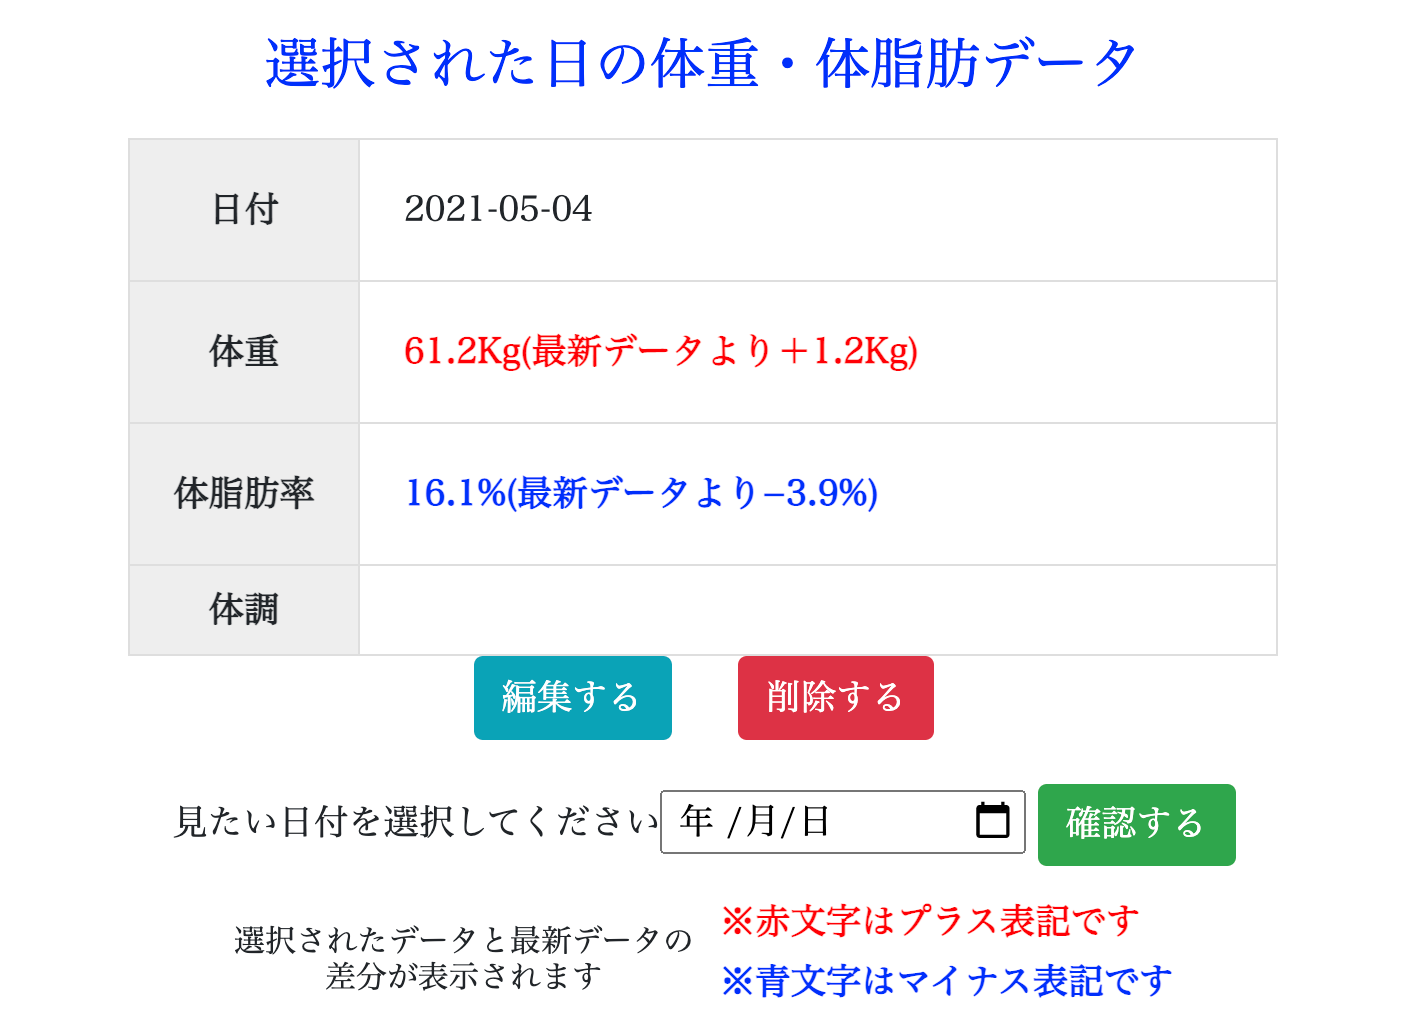 選択された日の体重・体脂肪データ
日付 2021-05-04
体重 61.2Kg(最新データより＋1.2Kg)
体脂肪率 16.1%(最新データより−3.9%)
体調
編集する 削除する
見たい日付を選択してください 年 /月/日 確認する
選択されたデータと最新データの
差分が表示されます
※赤文字はプラス表記です
※青文字はマイナス表記です